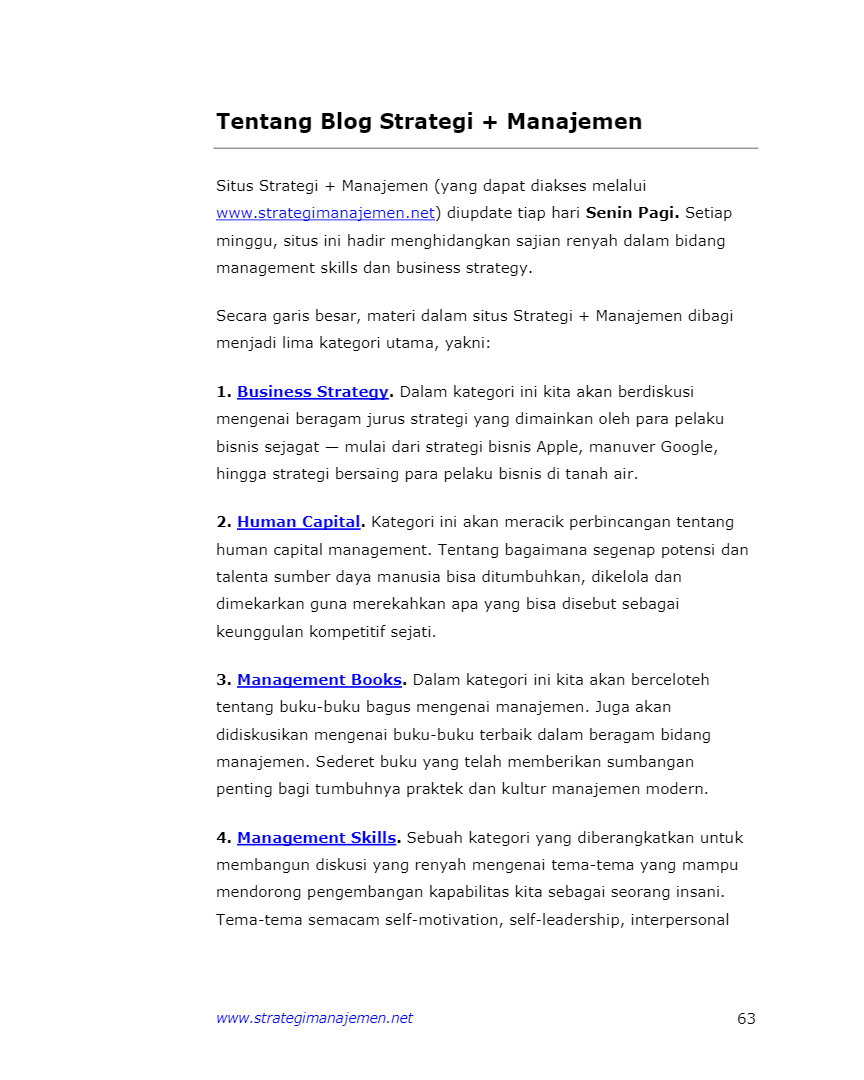 Tentang Blog Strategi + Manajemen
Situs Strategi + Manajemen (yang dapat diakses melalui
www.strategimanajemen.net) diupdate tiap hari Senin Pagi. Setiap
minggu, situs ini hadir menghidangkan sajian renyah dalam bidang
management skills dan business strategy.
Secara garis besar, materi dalam situs Strategi + Manajemen dibagi
menjadi lima kategori utama, yakni:
1. Business Strategy. Dalam kategori ini kita akan berdiskusi
mengenai beragam jurus strategi yang dimainkan oleh para pelaku
bisnis sejagat — mulai dari strategi bisnis Apple, manuver Google,
hingga strategi bersaing para pelaku bisnis di tanah air.
2. Human Capital. Kategori ini akan meracik perbincangan tentang
human capital management. Tentang bagaimana segenap potensi dan
talenta sumber daya manusia bisa ditumbuhkan, dikelola dan
dimekarkan guna merekahkan apa yang bisa disebut sebagai
keunggulan kompetitif sejati.
3. Management Books. Dalam kategori ini kita akan berceloteh
tentang buku-buku bagus mengenai manajemen. Juga akan
didiskusikan mengenai buku-buku terbaik dalam beragam bidang
manajemen. Sederet buku yang telah memberikan sumbangan
penting bagi tumbuhnya praktek dan kultur manajemen modern.
4. Management Skills. Sebuah kategori yang diberangkatkan untuk
membangun diskusi yang renyah mengenai tema-tema yang mampu
mendorong pengembangan kapabilitas kita sebagai seorang insani.
Tema-tema semacam self-motivation, self-leadership, interpersonal
www.strategimanajemen.net 63